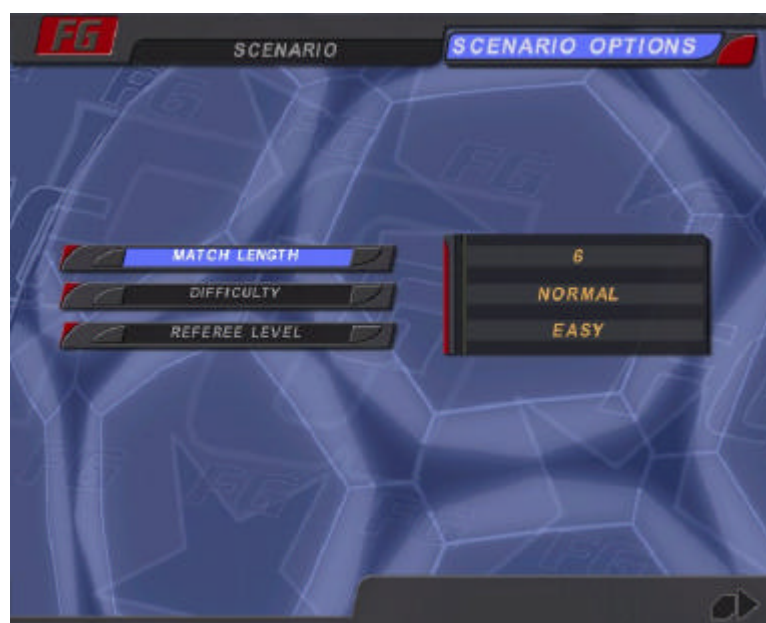 FG
SCENARIO
SCENARIO OPTIONS
MATCH LENGTH
6
DIFFICULTY
NORMAL
REFEREE LEVEL
EASY